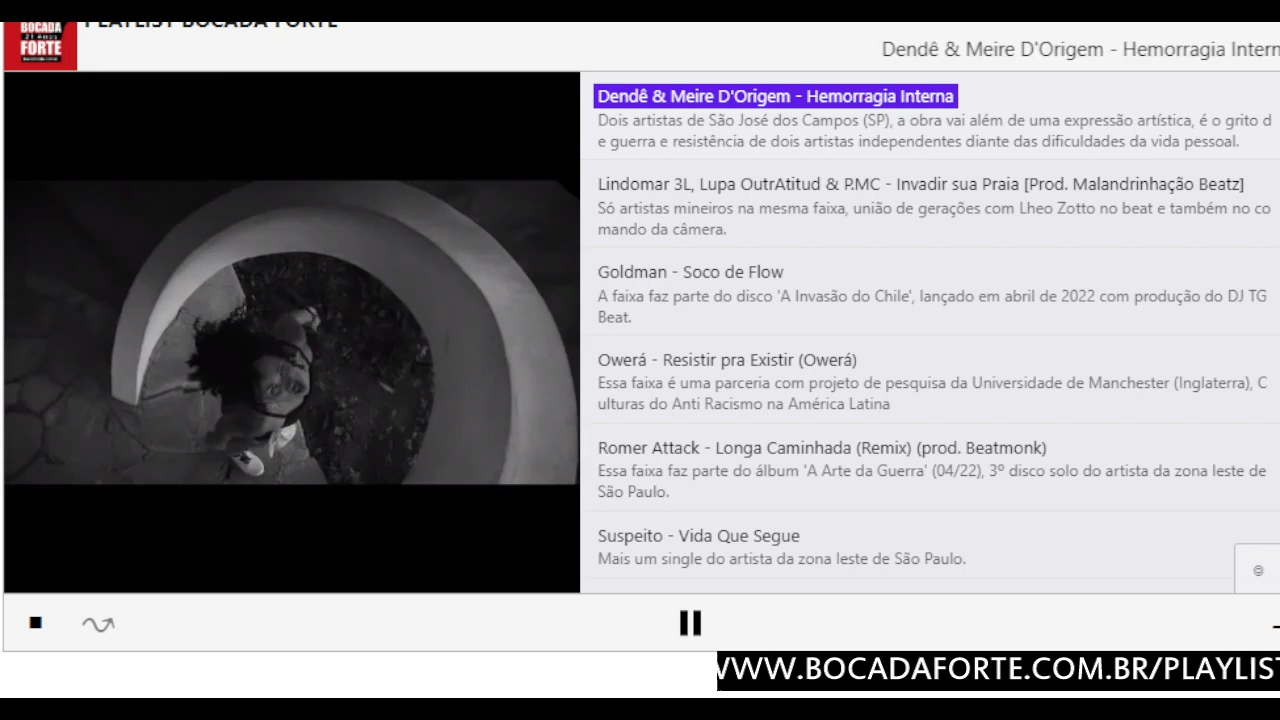 PLAYLIST BOCADA FORTE
BOCADA
FORTE
Dendê & Meire D'Origem - Hemorragia Intern
Dendê & Meire D'Origem - Hemorragia Interna
Dois artistas de São José dos Campos (SP), a obra vai além de uma expressão artística, é o grito d
e guerra e resistência de dois artistas independentes diante das dificuldades da vida pessoal.
Lindomar 3L, Lupa OutrAtitud & P.MC - Invadir sua Praia [Prod. Malandrinhação Beatz]
Só artistas mineiros na mesma faixa, união de gerações com Lheo Zotto no beat e também no co
mando da câmera.
Goldman - Soco de Flow
A faixa faz parte do disco 'A Invasão do Chile', lançado em abril de 2022 com produção do DJ TG
Beat.
Owerá - Resistir pra Existir (Owerá)
Essa faixa é uma parceria com projeto de pesquisa da Universidade de Manchester (Inglaterra), C
ulturas do Anti Racismo na América Latina
Romer Attack - Longa Caminhada (Remix) (prod. Beatmonk)
Essa faixa faz parte do álbum 'A Arte da Guerra' (04/22), 3º disco solo do artista da zona leste de
São Paulo.
Suspeito - Vida Que Segue
Mais um single do artista da zona leste de São Paulo.
WWW.BOCADAFORTE.COM.BR/PLAYLIST